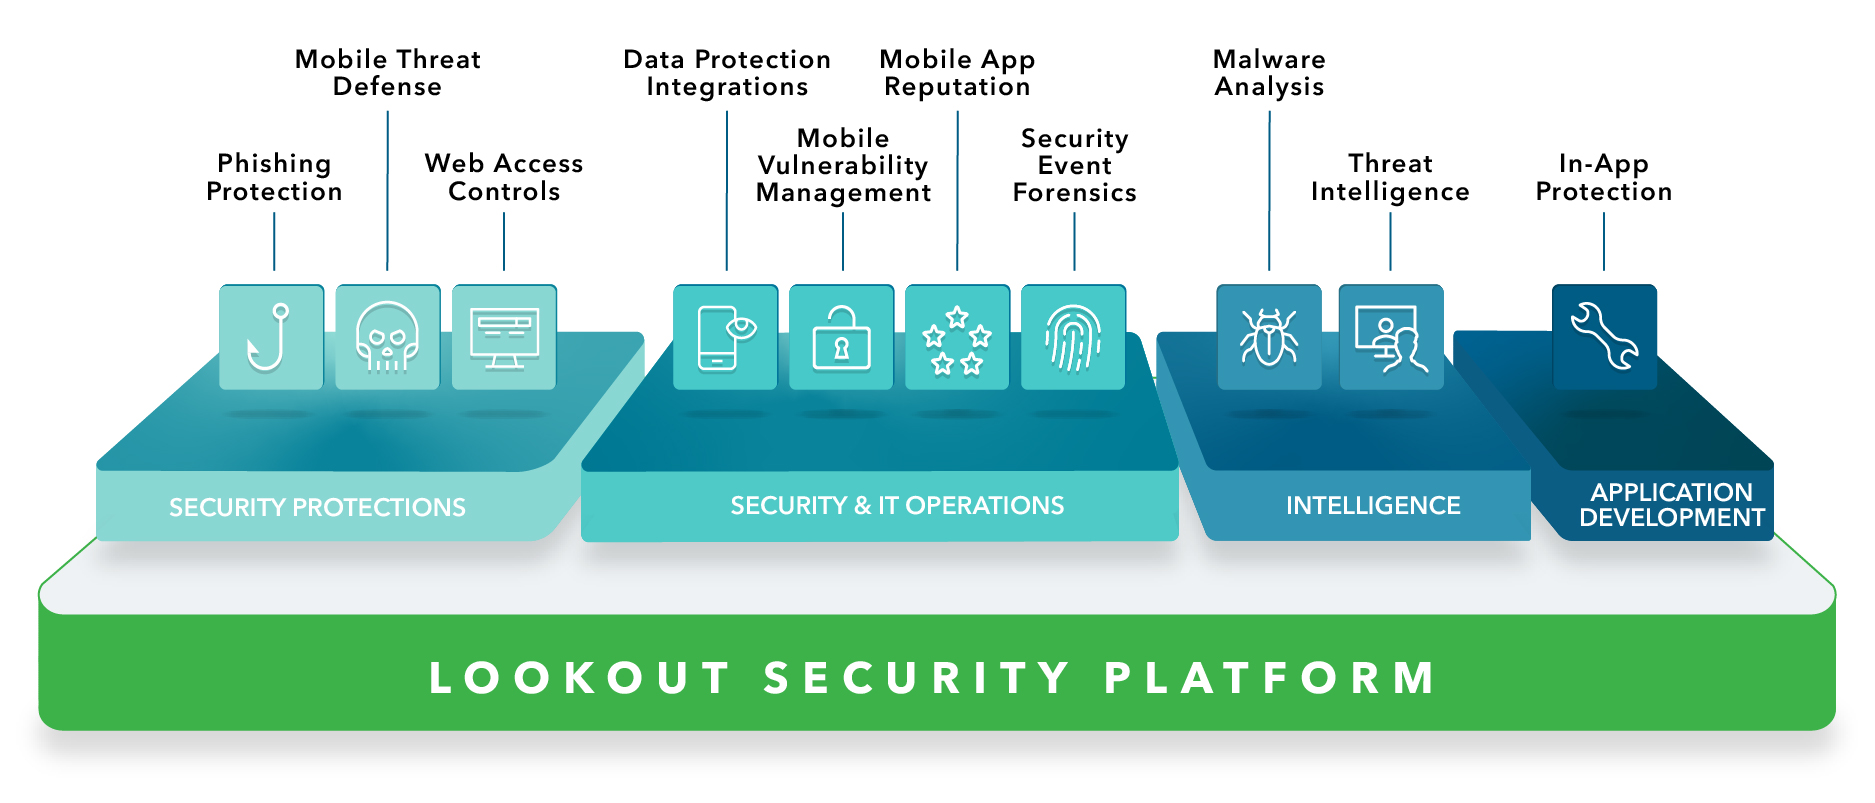 Mobile Threat
Defense
Data Protection
Integrations
Mobile App
Reputation
Malware
Analysis
Phishing
Protection
Web Access
Controls
Mobile
Vulnerability
Management
Security
Event
Forensics
Threat
Intelligence
In-App
Protection
SECURITY PROTECTIONS
SECURITY & IT OPERATIONS
INTELLIGENCE
APPLICATION
DEVELOPMENT
LOOKOUT SECURITY PLATFORM